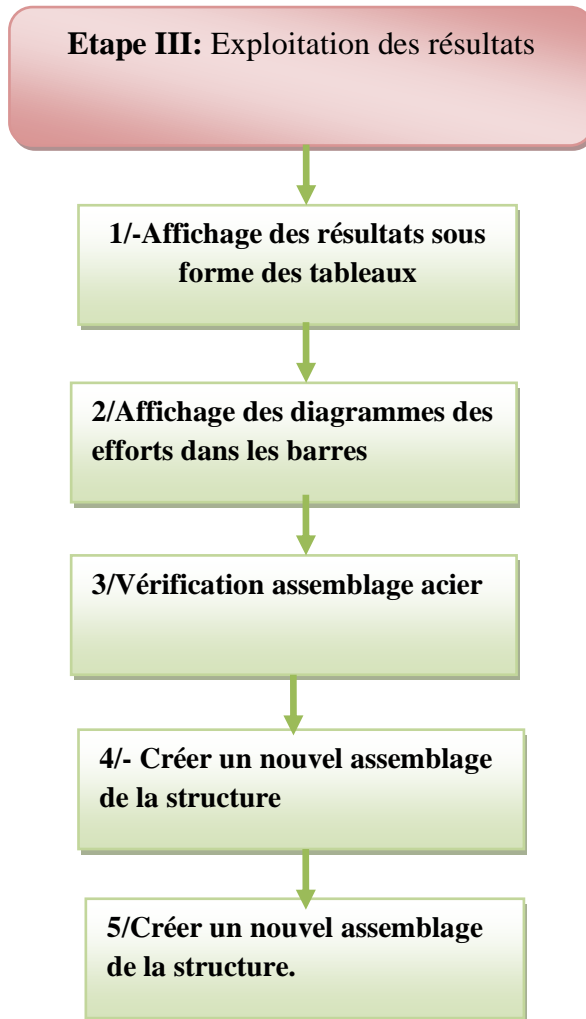 Etape III: Exploitation des résultats
1/-Affichage des résultats sous
forme des tableaux
2/Affichage des diagrammes des
efforts dans les barres
3/Vérification assemblage acier
4/- Créer un nouvel assemblage
de la structure
5/Créer un nouvel assemblage
de la structure.